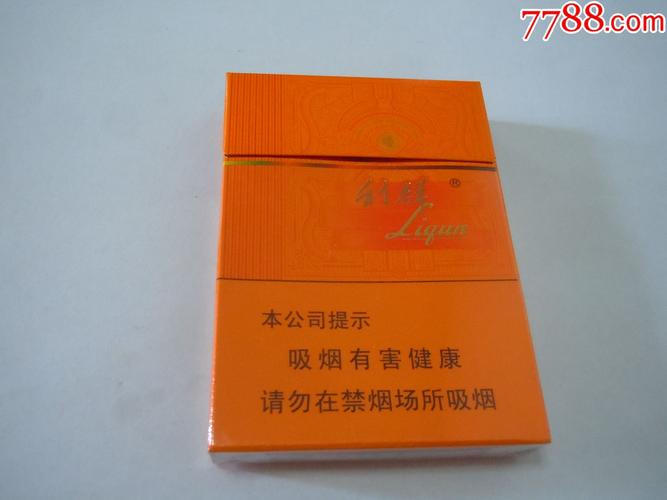 7788.com
利群®
Liqun
本公司提示
吸烟有害健康
请勿在禁烟场所吸烟